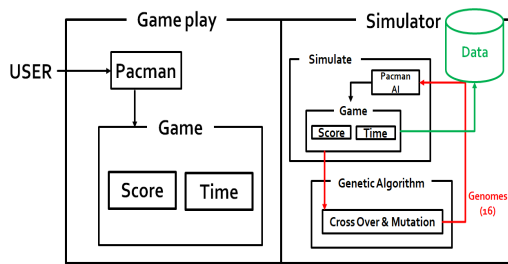 Game play
Simulator
USER
Pacman
Game
Score
Time
Data
Simulate
Pacman
AI
Game
Score
Time
Genetic Algorithm
Cross Over & Mutation
Genomes
(16)